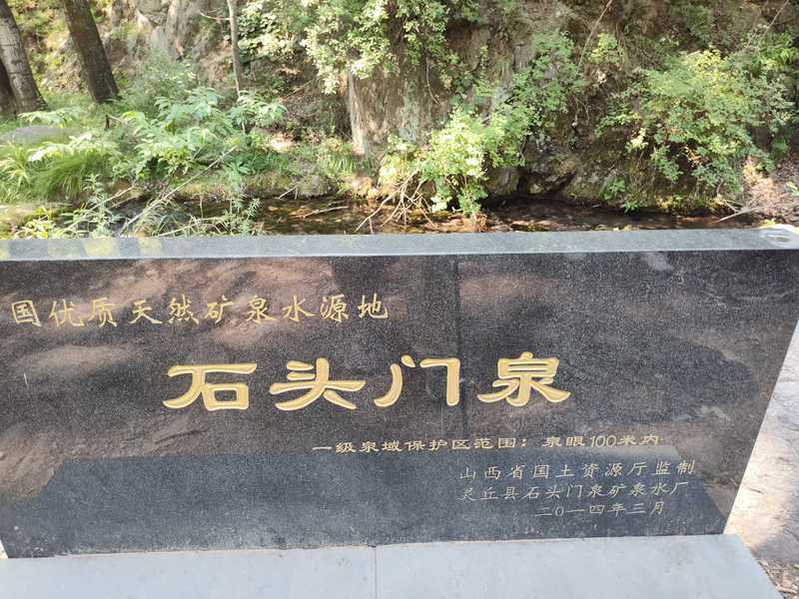 国优质天然矿泉水源地
石头门泉
一级泉域保护区范围：泉眼100米内
山西省国土资源厅监制
灵丘县石头门泉矿泉水厂
二0一四年三月